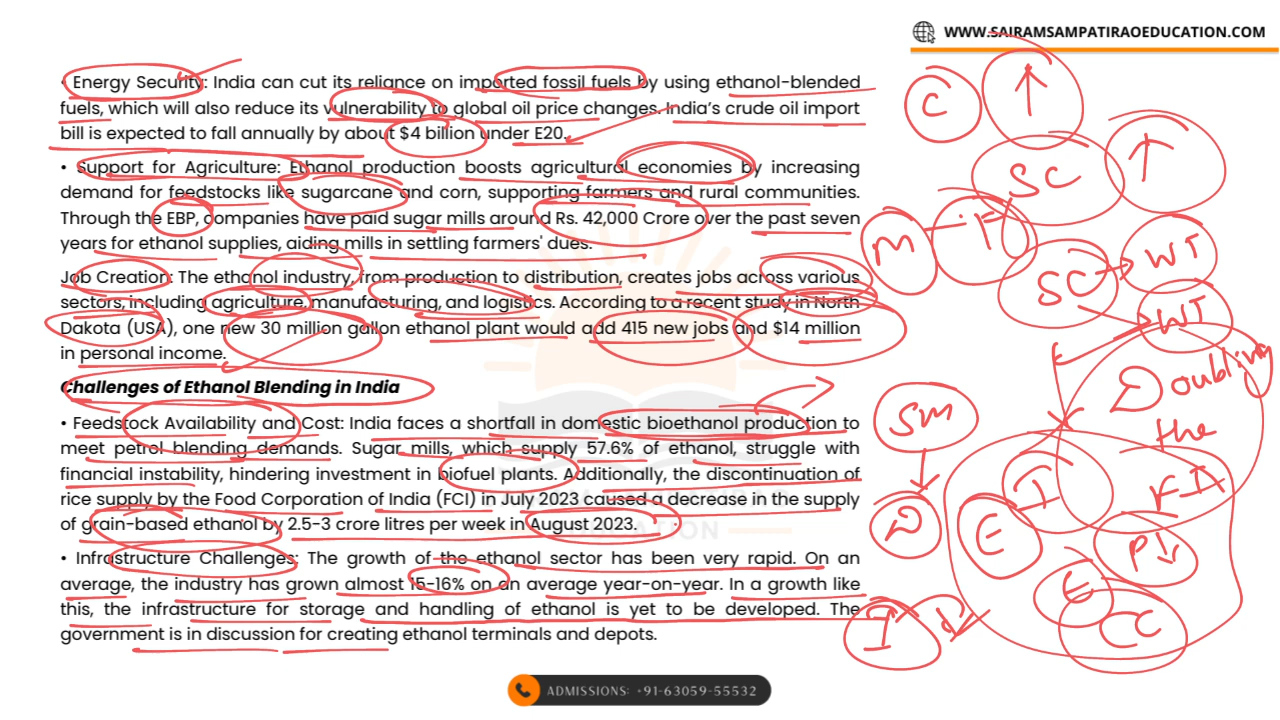 WWW.SAIRAMSAMPATIRAOEDUCATION.COM
• Energy Security: India can cut its reliance on imported fossil fuels by using ethanol-blended
fuels, which will also reduce its vulnerability to global oil price changes. India's crude oil import
bill is expected to fall annually by about $4 billion under E20.
• Support for Agriculture: Ethanol production boosts agricultural economies by increasing
demand for feedstocks like sugarcane and corn, supporting farmers and rural communities.
Through the EBP, companies have paid sugar mills around Rs. 42,000 Crore over the past seven
years for ethanol supplies, aiding mills in settling farmers' dues.
Job Creation: The ethanol industry, from production to distribution, creates jobs across various
sectors, including agriculture, manufacturing, and logistics. According to a recent study in North
Dakota (USA), one new 30 million gallon ethanol plant would add 415 new jobs and $14 million
in personal income.
Challenges of Ethanol Blending in India
• Feedstock Availability and Cost: India faces a shortfall in domestic bioethanol production to
meet petrol blending demands. Sugar mills, which supply 57.6% of ethanol, struggle with
financial instability, hindering investment in biofuel plants. Additionally, the discontinuation of
rice supply by the Food Corporation of India (FCI) in July 2023 caused a decrease in the supply
of grain-based ethanol by 2.5-3 crore litres per week in August 2023.
• Infrastructure Challenges: The growth of the ethanol sector has been very rapid. On an
average, the industry has grown almost 15-16% on an average year-on-year. In a growth like
this, the infrastructure for storage and handling of ethanol is yet to be developed. The
government is in discussion for creating ethanol terminals and depots.
C
SC
M
SC WT
WT
Doubling
the
SM
I
FI
D
E
P↓
E
CC
I
ADMISSIONS: +91-63059-55532